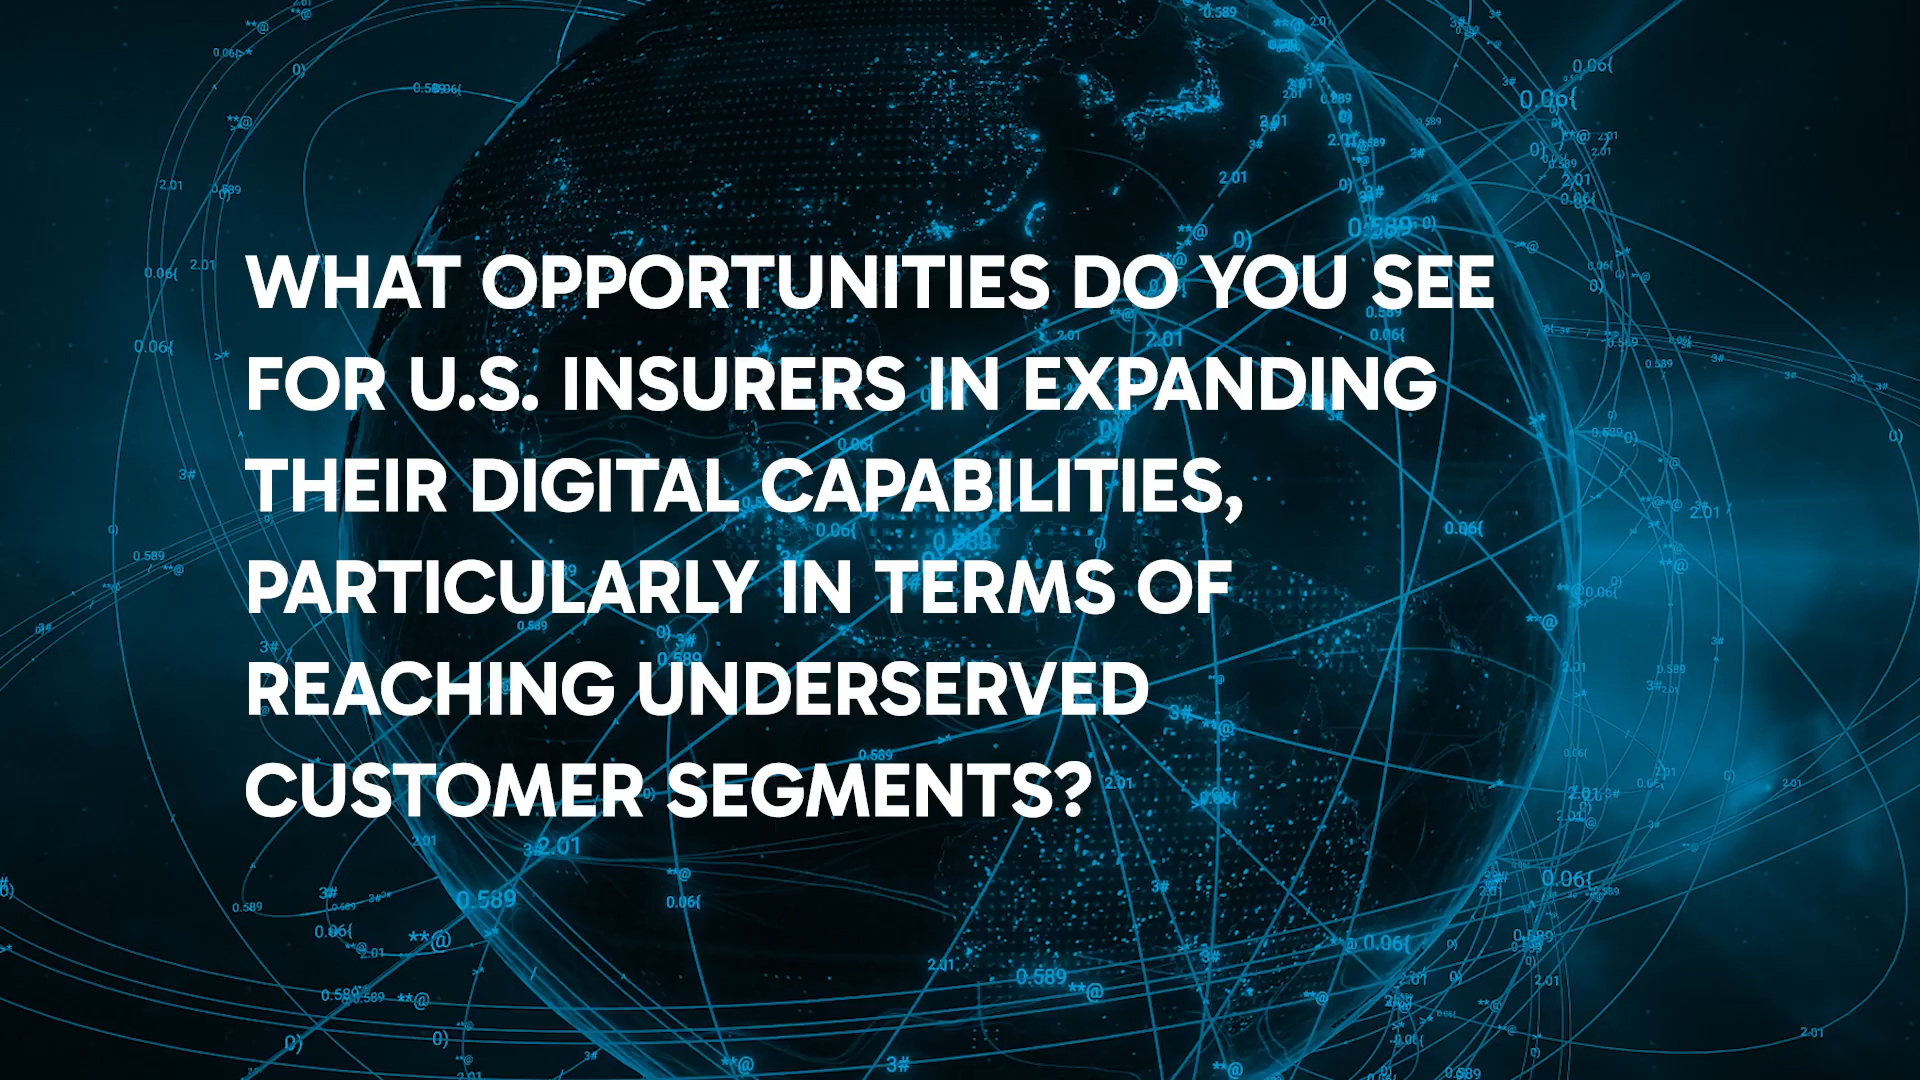 WHAT OPPORTUNITIES DO YOU SEE
FOR U.S. INSURERS IN EXPANDING
THEIR DIGITAL CAPABILITIES,
PARTICULARLY IN TERMS OF
REACHING UNDERSERVED
CUSTOMER SEGMENTS?